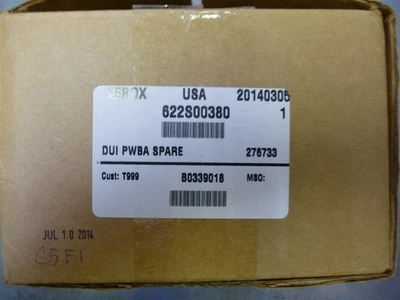 XEROX USA 20140305
622S00380 1
DUI PWBA SPARE 276733
Cust: T999 B0339018 MSO:
JUL 10 2014
C5F1